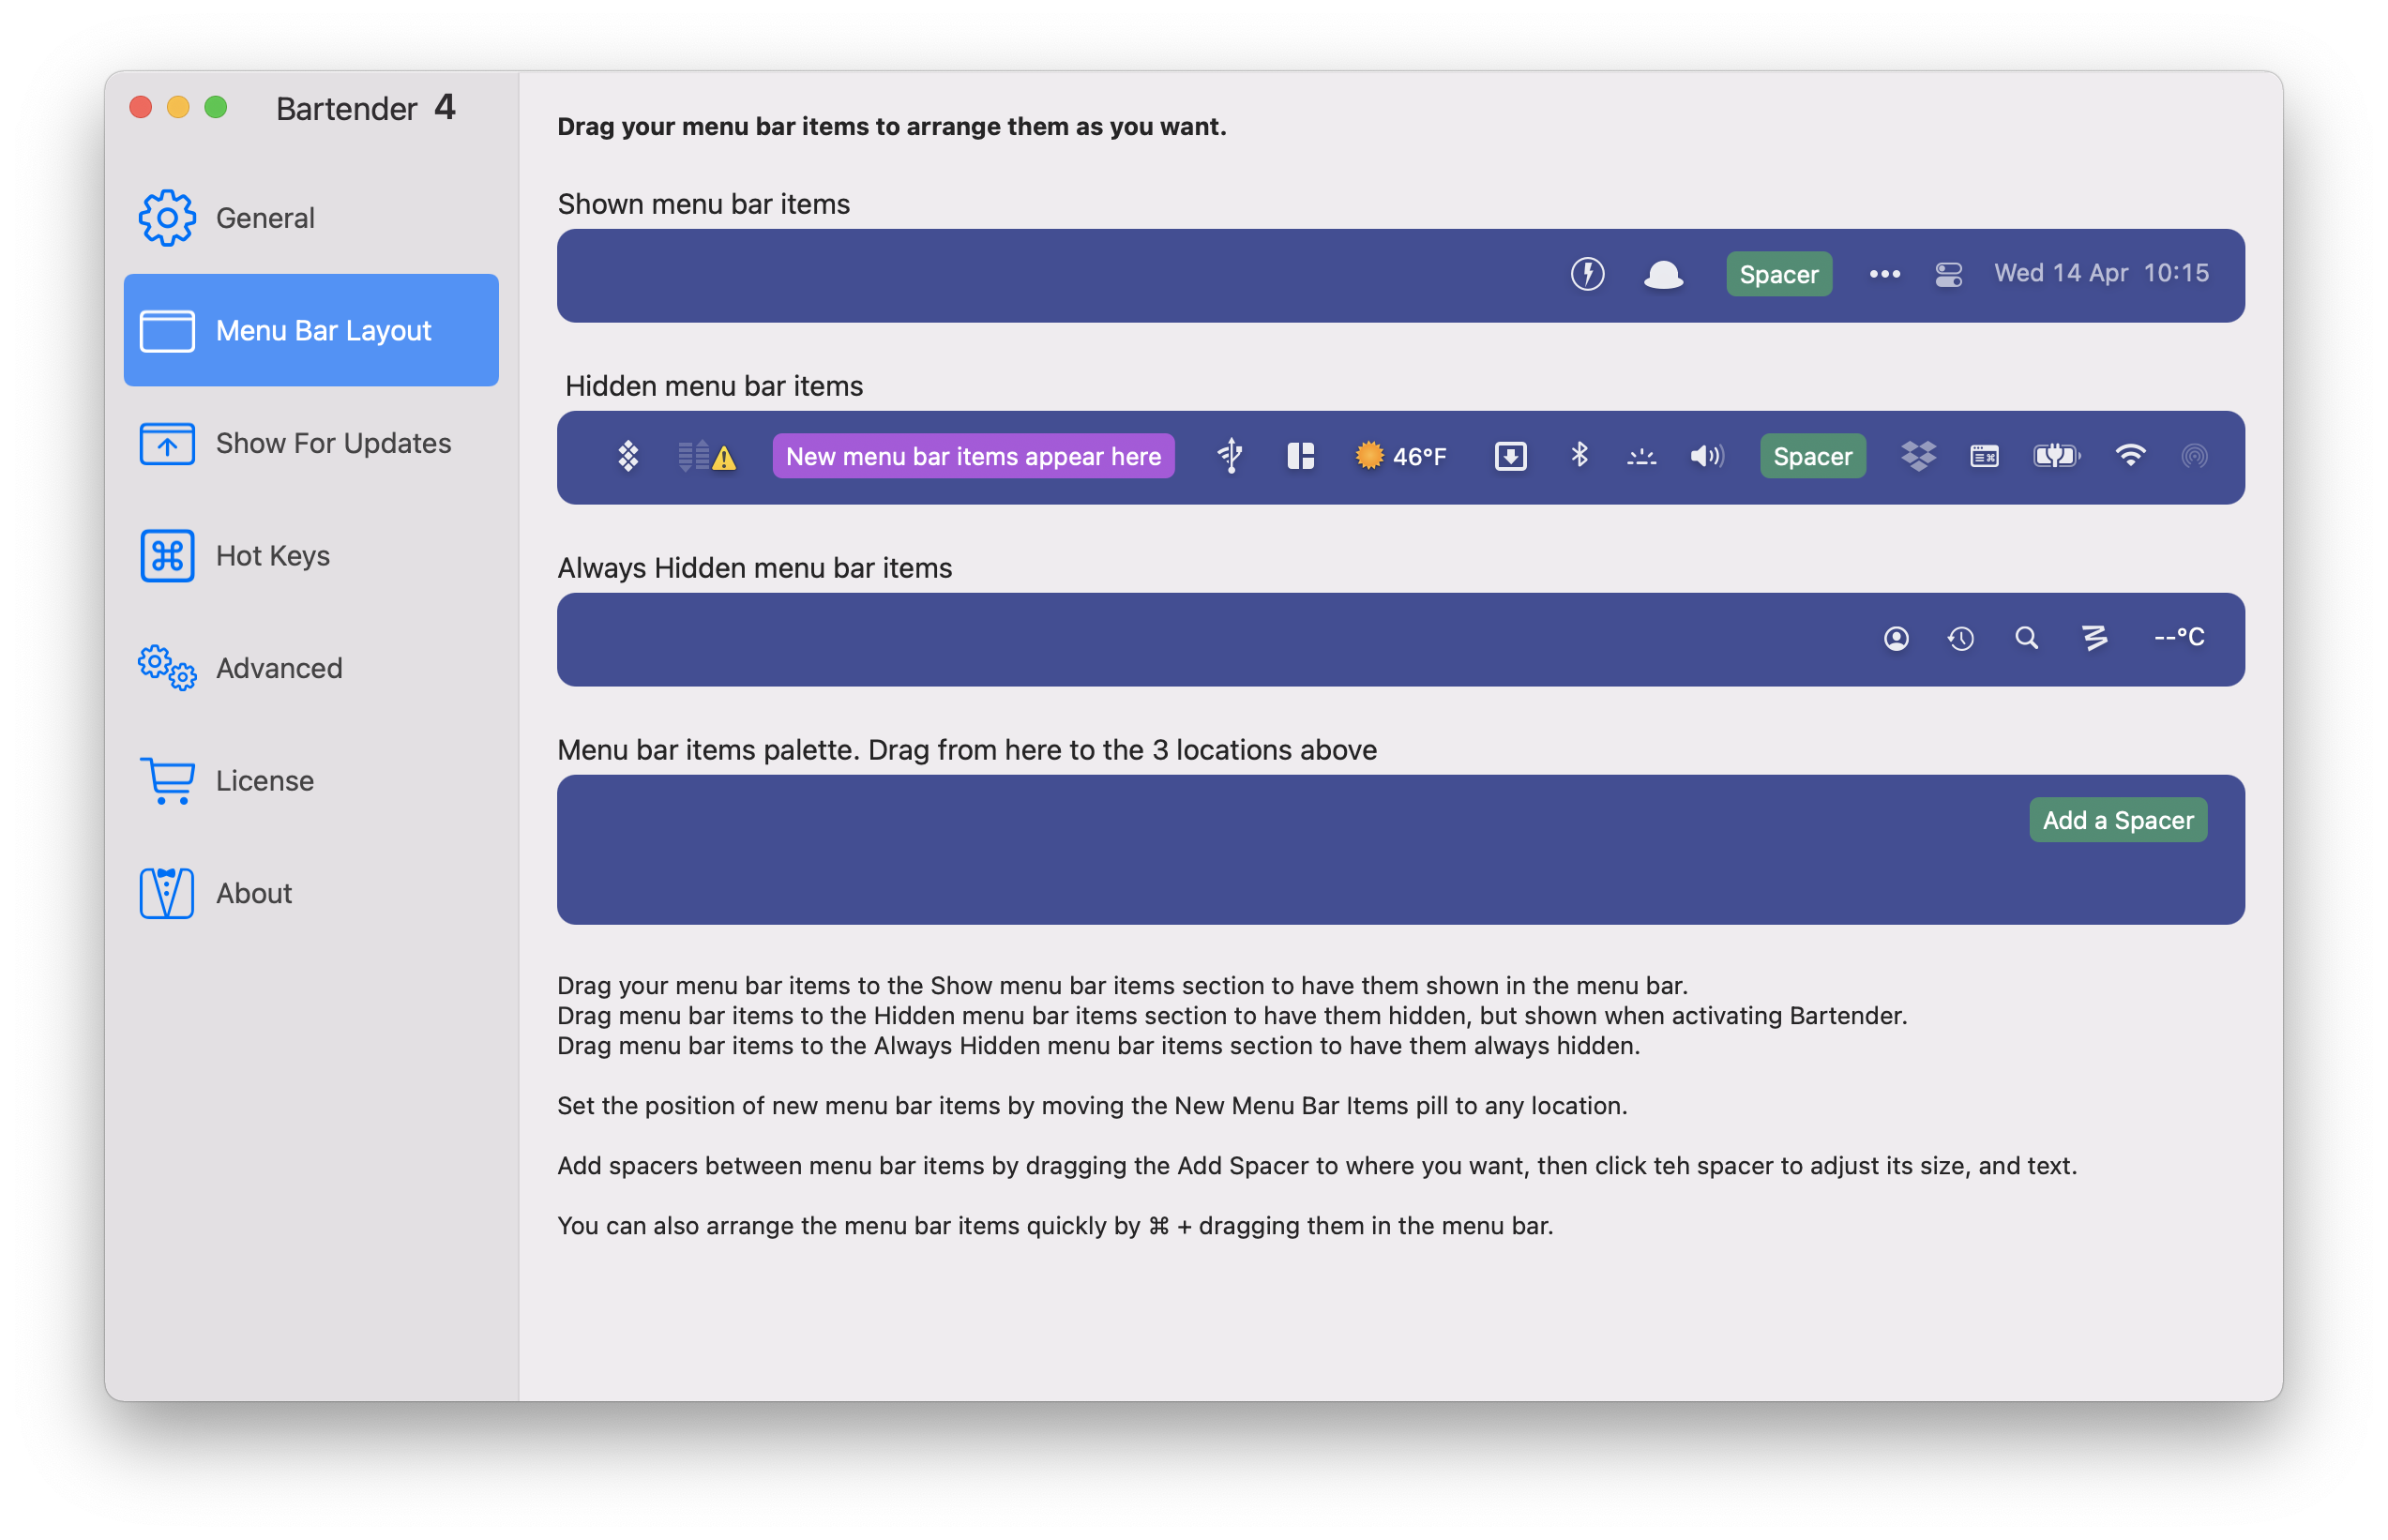 Bartender 4
General
Menu Bar Layout
Show For Updates
Hot Keys
Advanced
License
About
Drag your menu bar items to arrange them as you want.
Shown menu bar items
Spacer ••• Wed 14 Apr 10:15
Hidden menu bar items
New menu bar items appear here 46°F Spacer
Always Hidden menu bar items
--°C
Menu bar items palette. Drag from here to the 3 locations above
Add a Spacer
Drag your menu bar items to the Show menu bar items section to have them shown in the menu bar.
Drag menu bar items to the Hidden menu bar items section to have them hidden, but shown when activating Bartender.
Drag menu bar items to the Always Hidden menu bar items section to have them always hidden.
Set the position of new menu bar items by moving the New Menu Bar Items pill to any location.
Add spacers between menu bar items by dragging the Add Spacer to where you want, then click teh spacer to adjust its size, and text.
You can also arrange the menu bar items quickly by ⌘ + dragging them in the menu bar.